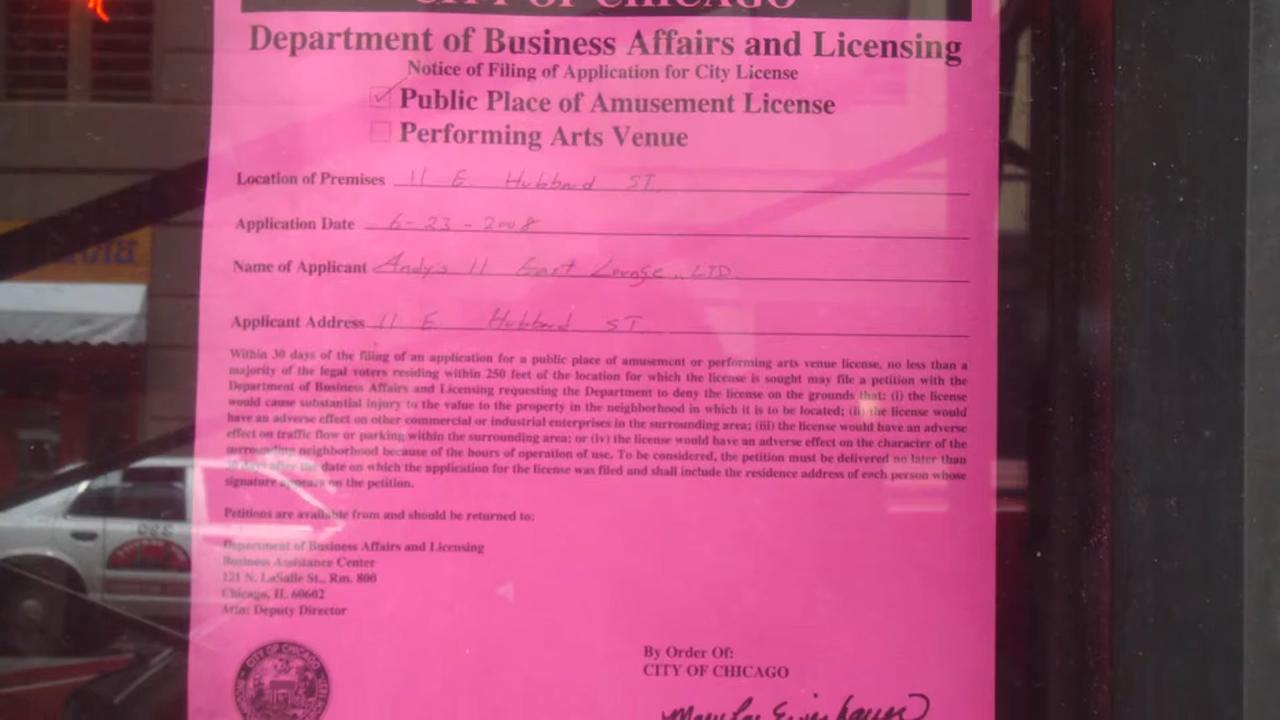 CITY OF CHICAGO
Department of Business Affairs and Licensing
Notice of Filing of Application for City License
Public Place of Amusement License
Performing Arts Venue
Location of Premises 11 E. Hubbard ST.
Application Date 6-23-2008
Name of Applicant Andys 11 East Lounge, LTD.
Applicant Address 11 E. Hubbard ST.
Within 30 days of the filing of an application for a public place of amusement or performing arts venue license, no less than a
majority of the legal voters residing within 250 feet of the location for which the license is sought may file a petition with the
Department of Business Affairs and Licensing requesting the Department to deny the license on the grounds that: (i) the license
would cause substantial injury to the value to the property in the neighborhood in which it is to be located; (ii) the license would
have an adverse effect on other commercial or industrial enterprises in the surrounding area; (iii) the license would have an adverse
effect on traffic flow or parking within the surrounding area; or (iv) the license would have an adverse effect on the character of the
surrounding neighborhood because of the hours of operation of use. To be considered, the petition must be delivered no later than
30 days after the date on which the application for the license was filed and shall include the residence address of each person whose
signature appears on the petition.
Petitions are available from and should be returned to:
Department of Business Affairs and Licensing
Business Assistance Center
121 N. LaSalle St., Rm. 800
Chicago, IL 60602
Attn: Deputy Director
CITY OF CHICAGO
By Order Of:
CITY OF CHICAGO